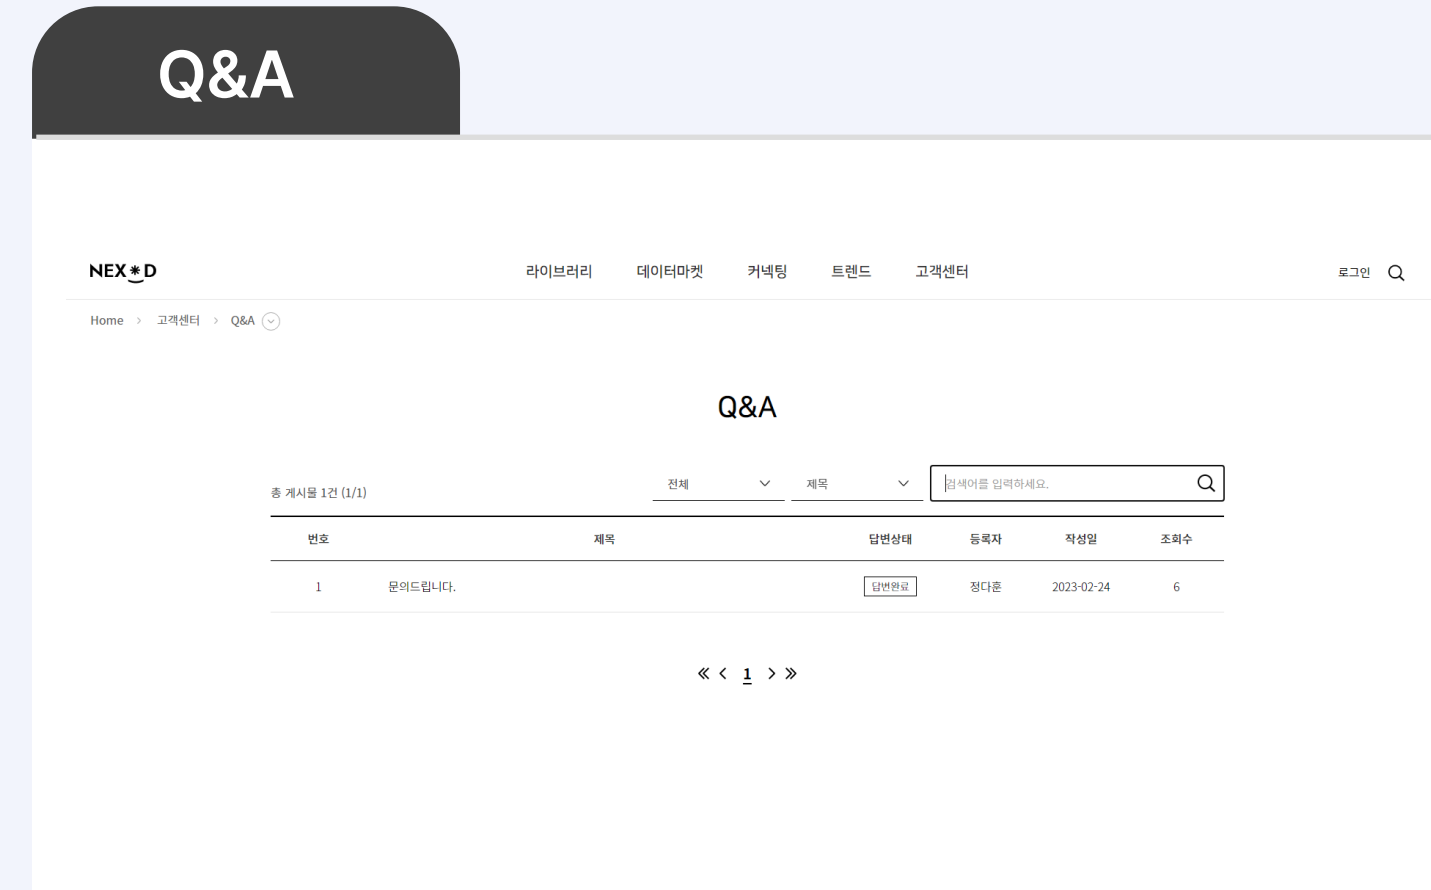 Q&A
NEX*D
라이브러리 데이터마켓 커넥팅 트렌드 고객센터 로그인
Home > 고객센터 > Q&A
Q&A
총 게시물 1건 (1/1) 전체 제목 검색어를 입력하세요.
번호 제목 답변상태 등록자 작성일 조회수
1 문의드립니다. 답변완료 정다훈 2023-02-24 6
« < 1 > »